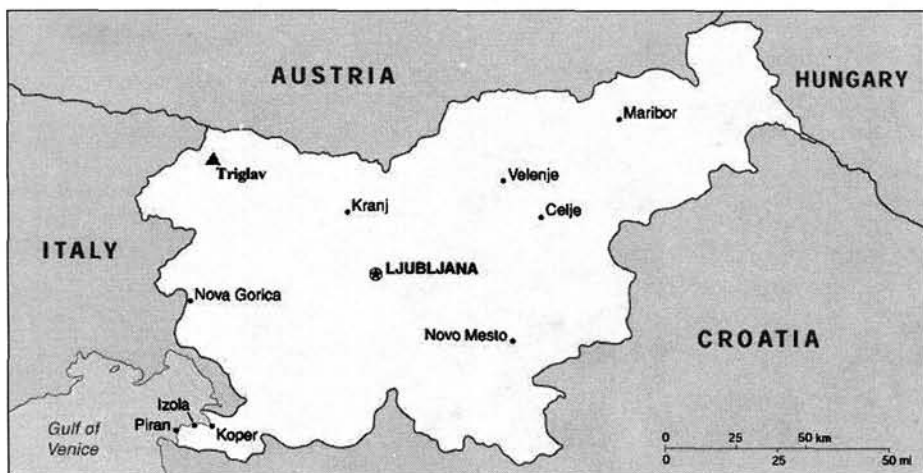 AUSTRIA
HUNGARY
Maribor
Triglav
Velenje
Kranj
Celje
ITALY
LJUBLJANA
Nova Gorica
Novo Mesto
CROATIA
Izola
Piran
Koper
Gulf of
Venice
0 25 50 km
0 25 50 mi